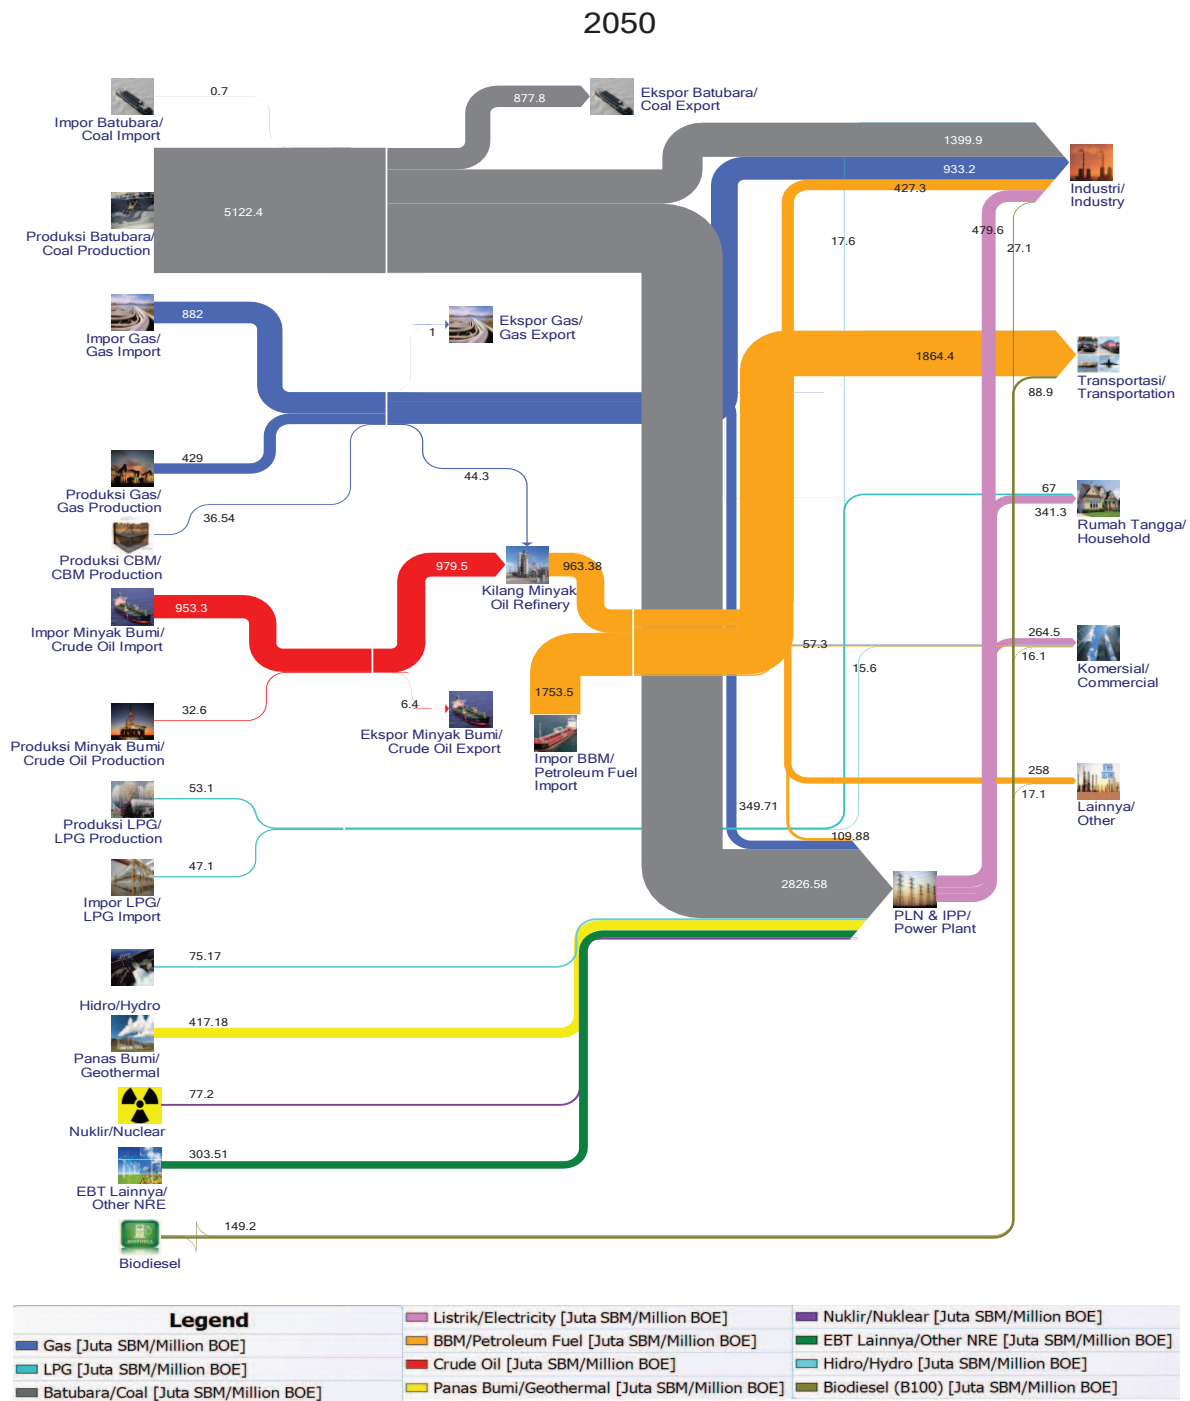 2050
0.7
Impor Batubara/
Coal Import
877.8
Ekspor Batubara/
Coal Export
5122.4
Produksi Batubara/
Coal Production
1399.9
933.2
427.3
Industri/
Industry
479.6
27.1
17.6
882
Impor Gas/
Gas Import
1
Ekspor Gas/
Gas Export
1864.4
Transportasi/
Transportation
88.9
429
Produksi Gas/
Gas Production
44.3
36.54
Produksi CBM/
CBM Production
67
341.3
Rumah Tangga/
Household
953.3
Impor Minyak Bumi/
Crude Oil Import
979.5
Kilang Minyak
Oil Refinery
963.38
57.3
15.6
264.5
16.1
Komersial/
Commercial
32.6
Produksi Minyak Bumi/
Crude Oil Production
6.4
Ekspor Minyak Bumi/
Crude Oil Export
1753.5
Impor BBM/
Petroleum Fuel
Import
258
17.1
Lainnya/
Other
53.1
Produksi LPG/
LPG Production
349.71
109.88
47.1
Impor LPG/
LPG Import
2826.58
PLN & IPP/
Power Plant
75.17
Hidro/Hydro
417.18
Panas Bumi/
Geothermal
77.2
Nuklir/Nuclear
303.51
EBT Lainnya/
Other NRE
149.2
Biodiesel
Legend
Gas [Juta SBM/Million BOE]
LPG [Juta SBM/Million BOE]
Batubara/Coal [Juta SBM/Million BOE]
Listrik/Electricity [Juta SBM/Million BOE]
BBM/Petroleum Fuel [Juta SBM/Million BOE]
Crude Oil [Juta SBM/Million BOE]
Panas Bumi/Geothermal [Juta SBM/Million BOE]
Nuklir/Nuklear [Juta SBM/Million BOE]
EBT Lainnya/Other NRE [Juta SBM/Million BOE]
Hidro/Hydro [Juta SBM/Million BOE]
Biodiesel (B100) [Juta SBM/Million BOE]